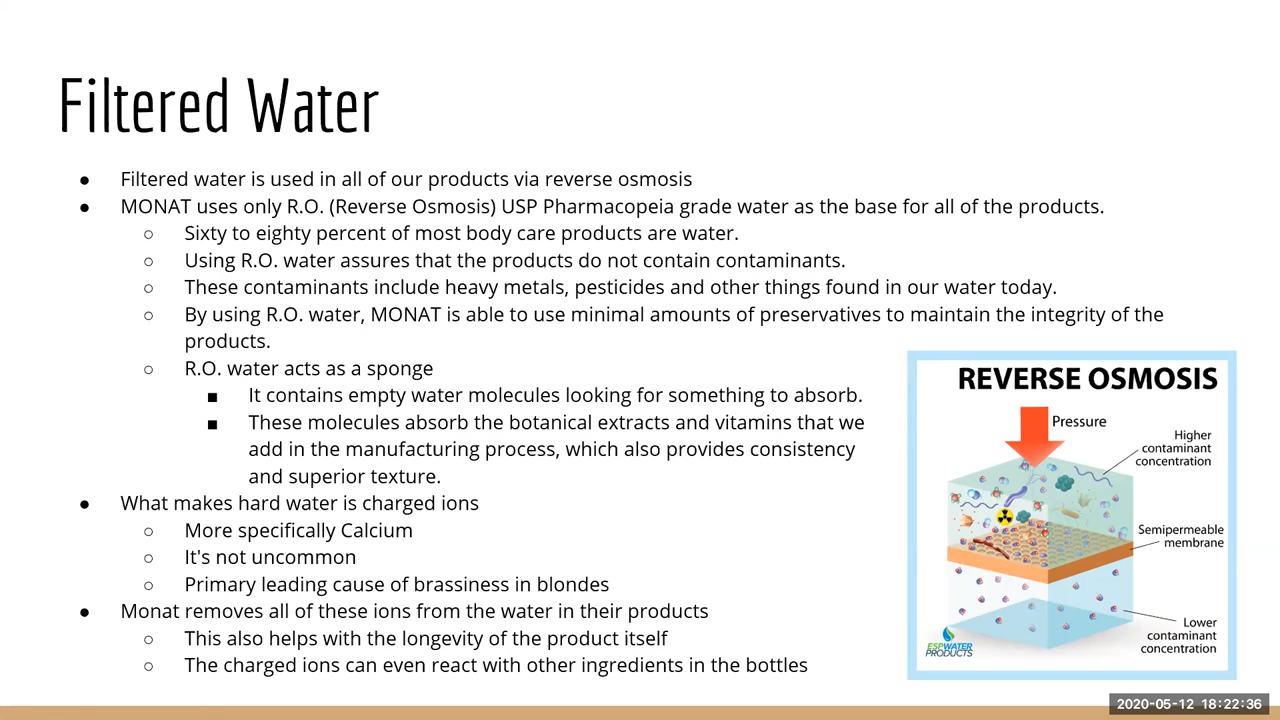 Filtered Water
● Filtered water is used in all of our products via reverse osmosis
● MONAT uses only R.O. (Reverse Osmosis) USP Pharmacopeia grade water as the base for all of the products.
○ Sixty to eighty percent of most body care products are water.
○ Using R.O. water assures that the products do not contain contaminants.
○ These contaminants include heavy metals, pesticides and other things found in our water today.
○ By using R.O. water, MONAT is able to use minimal amounts of preservatives to maintain the integrity of the
products.
○ R.O. water acts as a sponge
■ It contains empty water molecules looking for something to absorb.
■ These molecules absorb the botanical extracts and vitamins that we
add in the manufacturing process, which also provides consistency
and superior texture.
● What makes hard water is charged ions
○ More specifically Calcium
○ It's not uncommon
○ Primary leading cause of brassiness in blondes
● Monat removes all of these ions from the water in their products
○ This also helps with the longevity of the product itself
○ The charged ions can even react with other ingredients in the bottles
REVERSE OSMOSIS
Pressure
Higher
contaminant
concentration
Semipermeable
membrane
Lower
contaminant
concentration
ESPWATER
PRODUCTS
2020-05-12 18:22:36